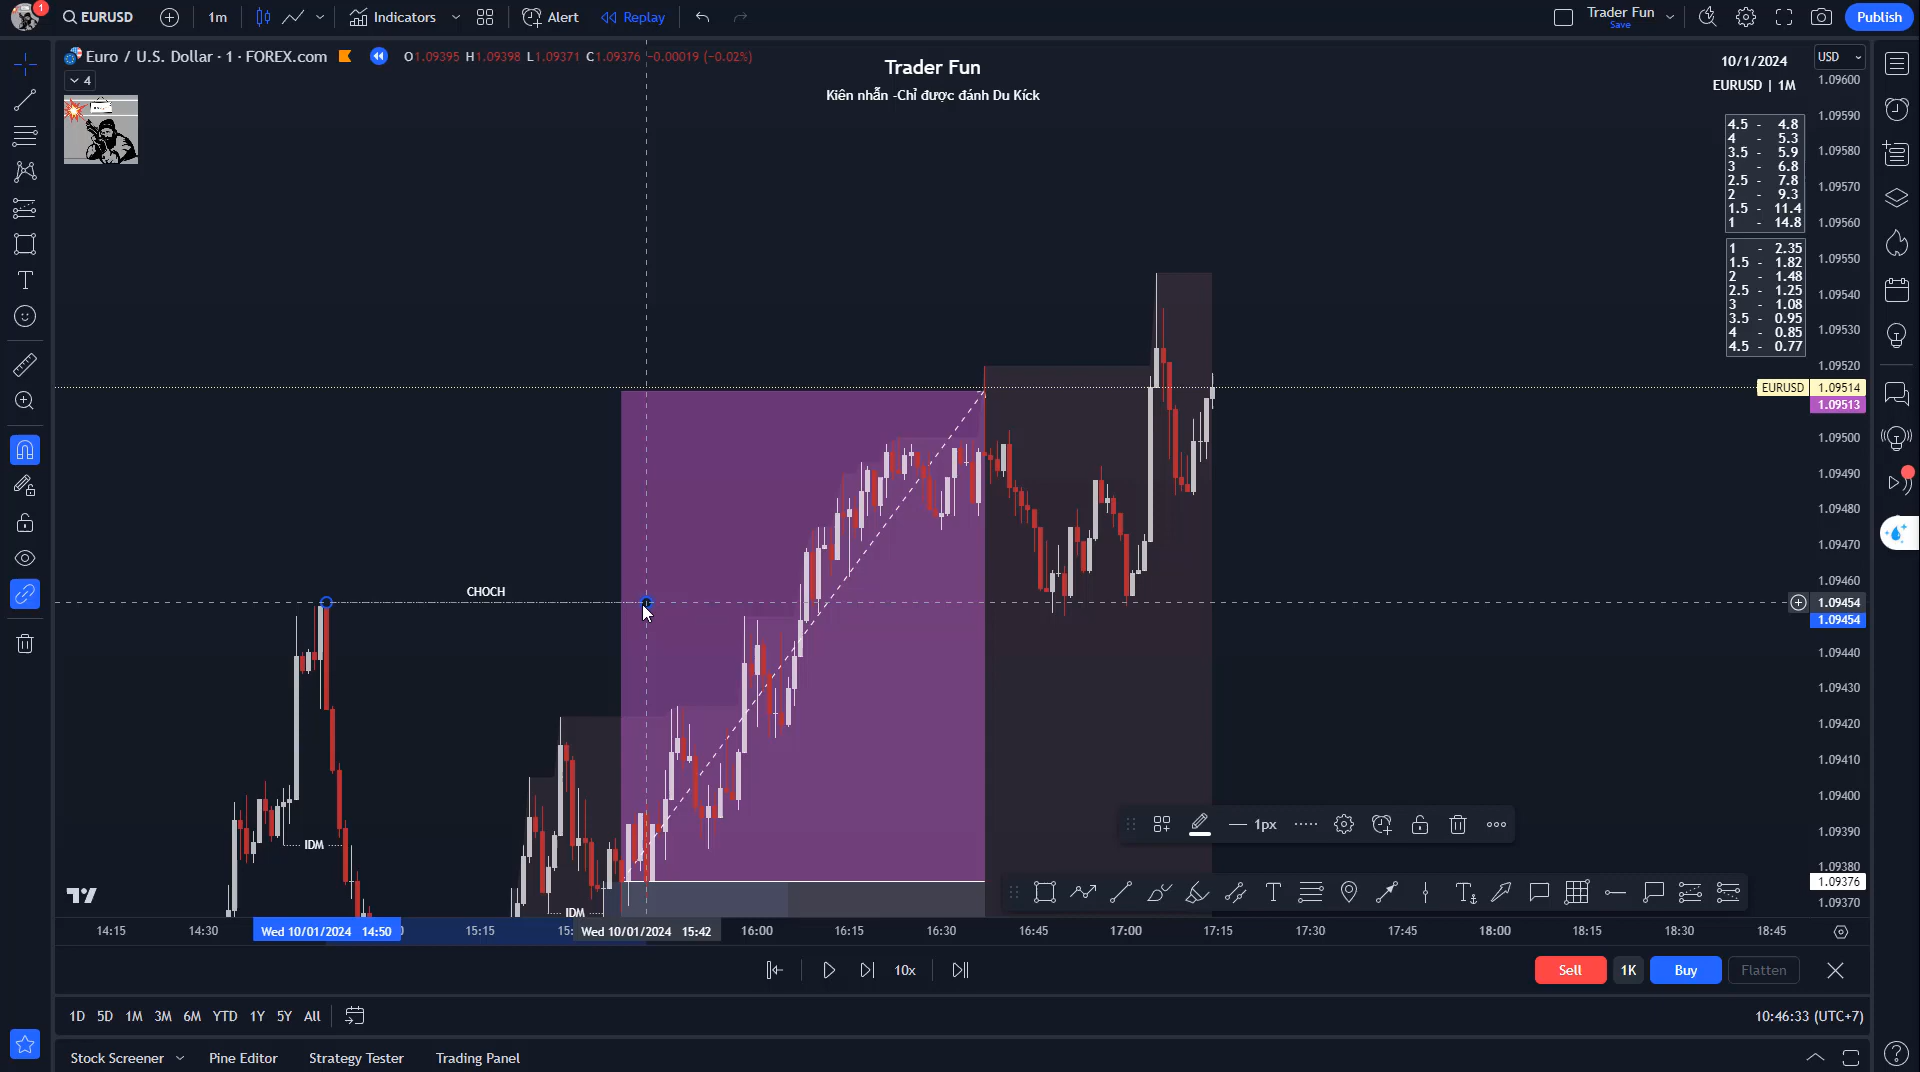 1
EURUSD
1m
Indicators
Alert
Replay
Trader Fun
Save
Publish
Euro / U.S. Dollar · 1 · FOREX.com
O1.09395 H1.09398 L1.09371 C1.09376 −0.00019 (−0.02%)
4
Trader Fun
Kiên nhẫn -Chỉ được đánh Du Kích
10/1/2024
EURUSD | 1M
USD
4.5 - 4.8
4 - 5.3
3.5 - 5.9
3 - 6.8
2.5 - 7.8
2 - 9.3
1.5 - 11.4
1 - 14.8
1 - 2.35
1.5 - 1.82
2 - 1.48
2.5 - 1.25
3 - 1.08
3.5 - 0.95
4 - 0.85
4.5 - 0.77
1.09600
1.09590
1.09580
1.09570
1.09560
1.09550
1.09540
1.09530
1.09520
EURUSD 1.09514
1.09513
1.09500
1.09490
1.09480
1.09470
1.09460
1.09454
1.09454
1.09440
1.09430
1.09420
1.09410
1.09400
1.09390
1.09380
1.09376
1.09370
CHOCH
IDM
IDM
1px
14:15
14:30
Wed 10/01/2024 14:50
15:15
Wed 10/01/2024 15:42
16:00
16:15
16:30
16:45
17:00
17:15
17:30
17:45
18:00
18:15
18:30
18:45
10x
Sell
1K
Buy
Flatten
1D 5D 1M 3M 6M YTD 1Y 5Y All
10:46:33 (UTC+7)
Stock Screener
Pine Editor
Strategy Tester
Trading Panel